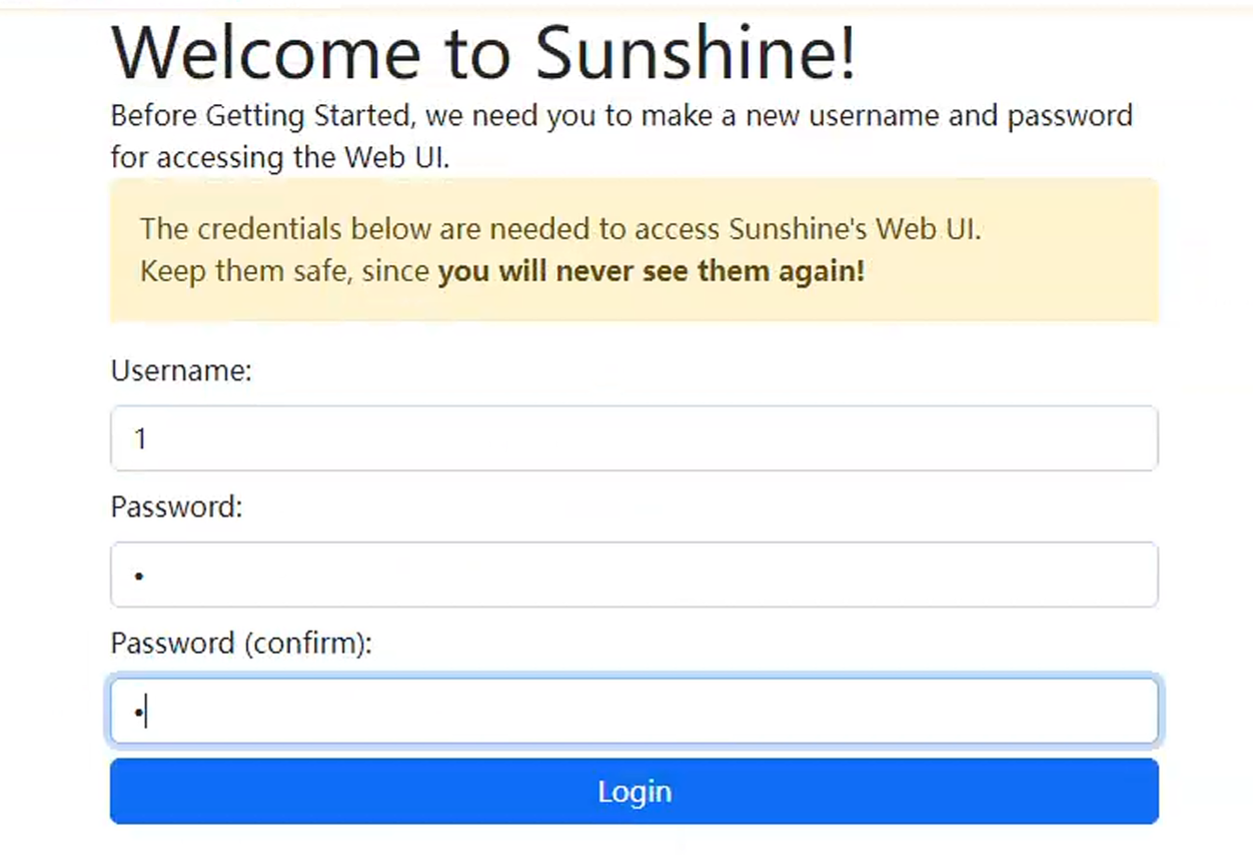 Welcome to Sunshine!
Before Getting Started, we need you to make a new username and password
for accessing the Web UI.
The credentials below are needed to access Sunshine's Web UI.
Keep them safe, since you will never see them again!
Username:
1
Password:
•
Password (confirm):
•
Login